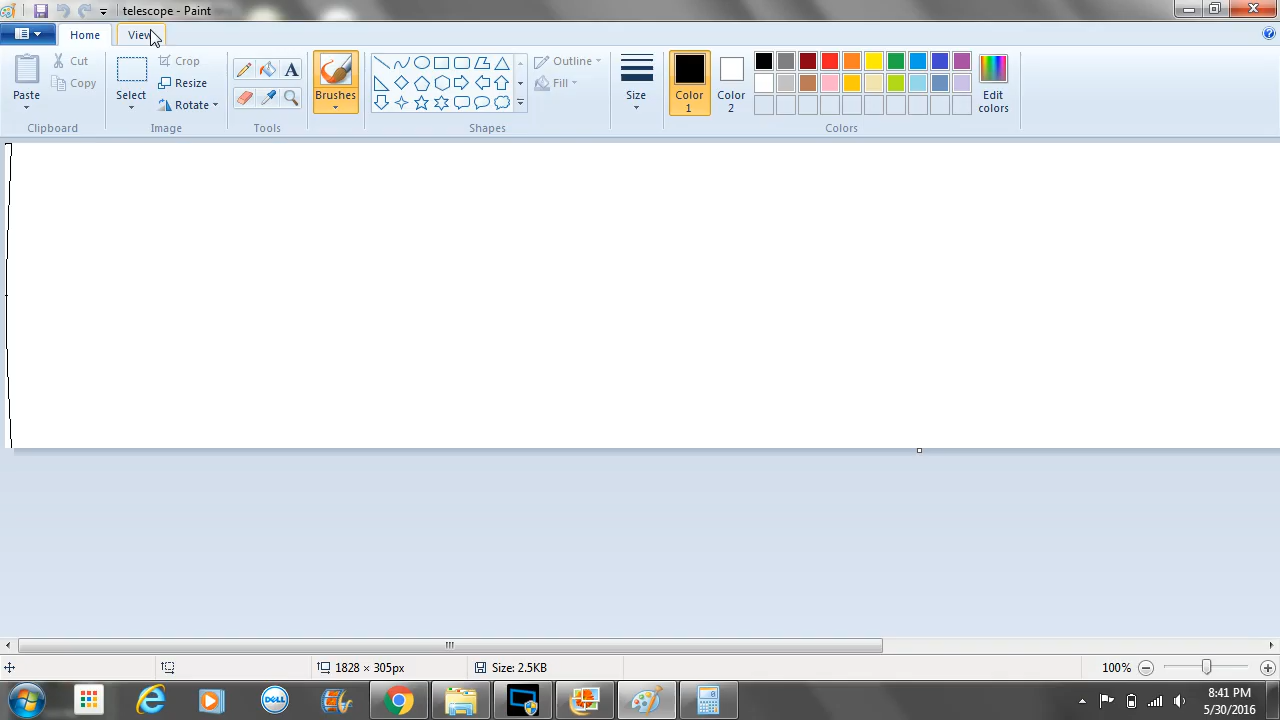 telescope - Paint
Home View
Paste
Cut
Copy
Clipboard
Select
Crop
Resize
Rotate
Image
A
Tools
Brushes
Outline
Fill
Shapes
Size
Color 1
Color 2
Edit colors
Colors
1828 × 305px
Size: 2.5KB
100%
DELL
8:41 PM
5/30/2016